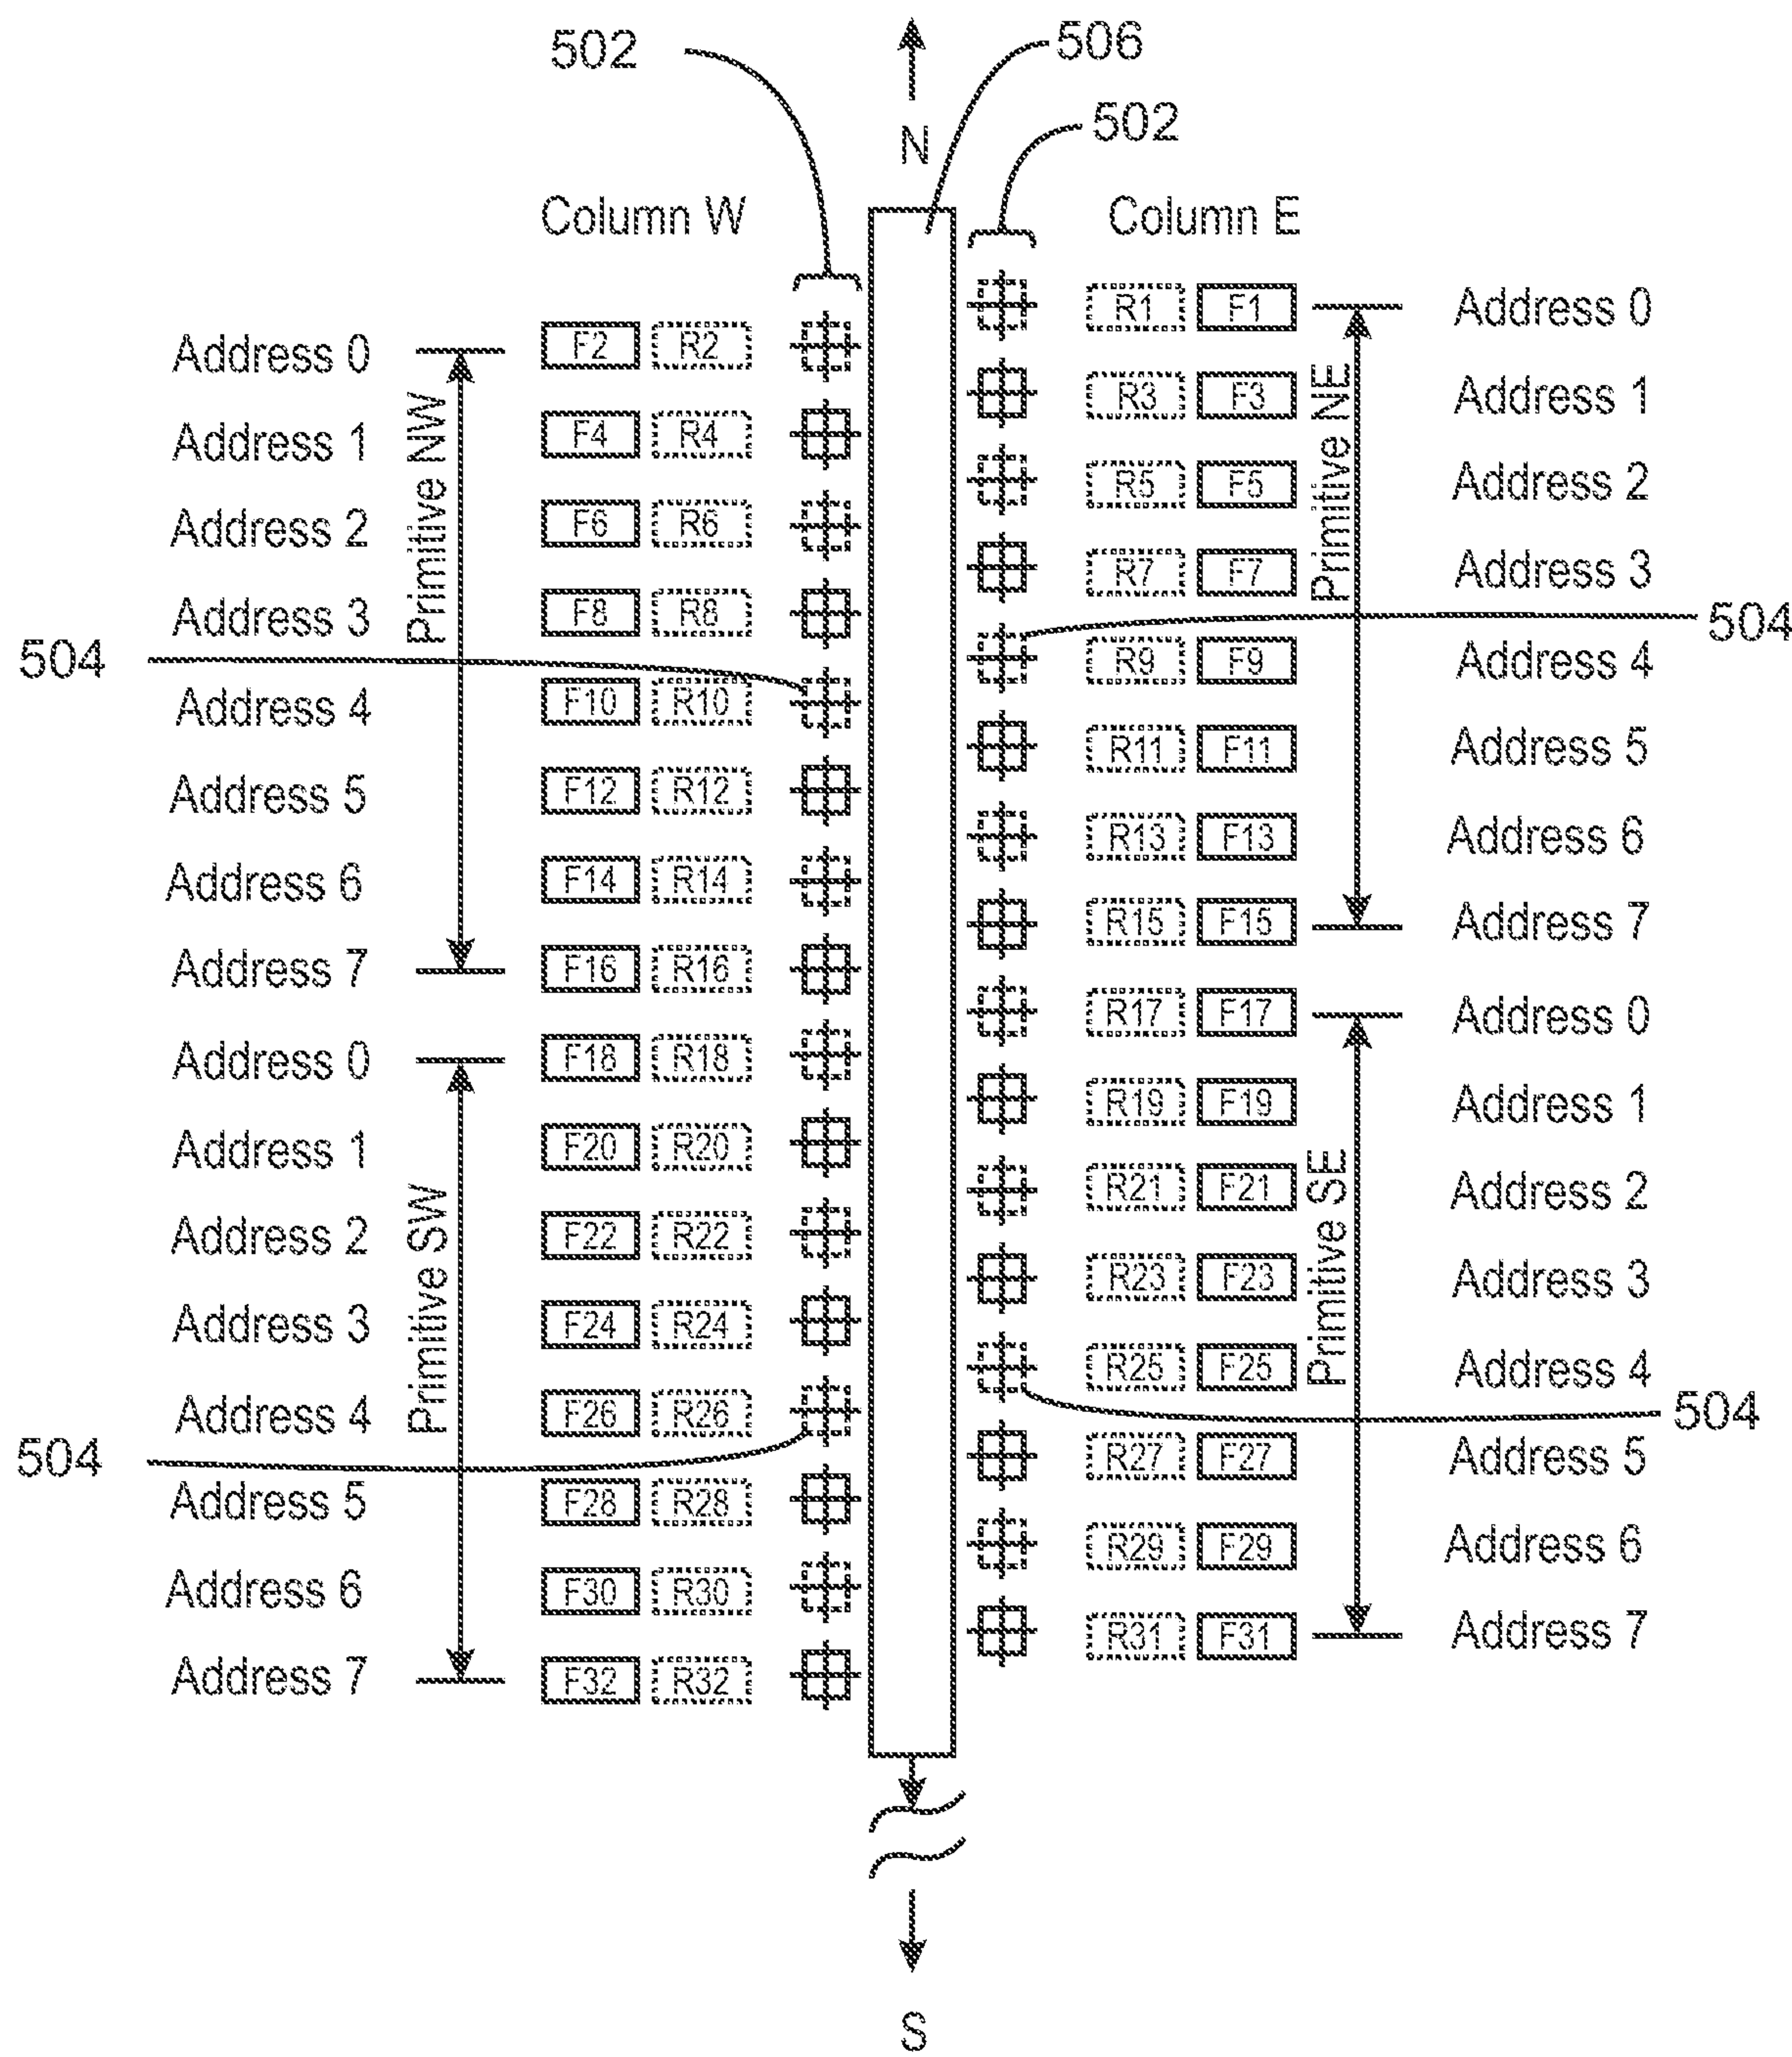 502
506
N
502
Column W
Column E
R1 F1 Address 0
Address 0 F2 R2
R3 F3 Address 1
Address 1 F4 R4
R5 F5 Address 2
Address 2 F6 R6
R7 F7 Address 3
Address 3 F8 R8
Primitive NW
Primitive NE
504
504
R9 F9 Address 4
Address 4 F10 R10
R11 F11 Address 5
Address 5 F12 R12
R13 F13 Address 6
Address 6 F14 R14
R15 F15 Address 7
Address 7 F16 R16
R17 F17 Address 0
Address 0 F18 R18
R19 F19 Address 1
Address 1 F20 R20
R21 F21 Address 2
Address 2 F22 R22
R23 F23 Address 3
Address 3 F24 R24
Primitive SW
Primitive SE
R25 F25 Address 4
Address 4 F26 R26
504
504
R27 F27 Address 5
Address 5 F28 R28
R29 F29 Address 6
Address 6 F30 R30
R31 F31 Address 7
Address 7 F32 R32
S